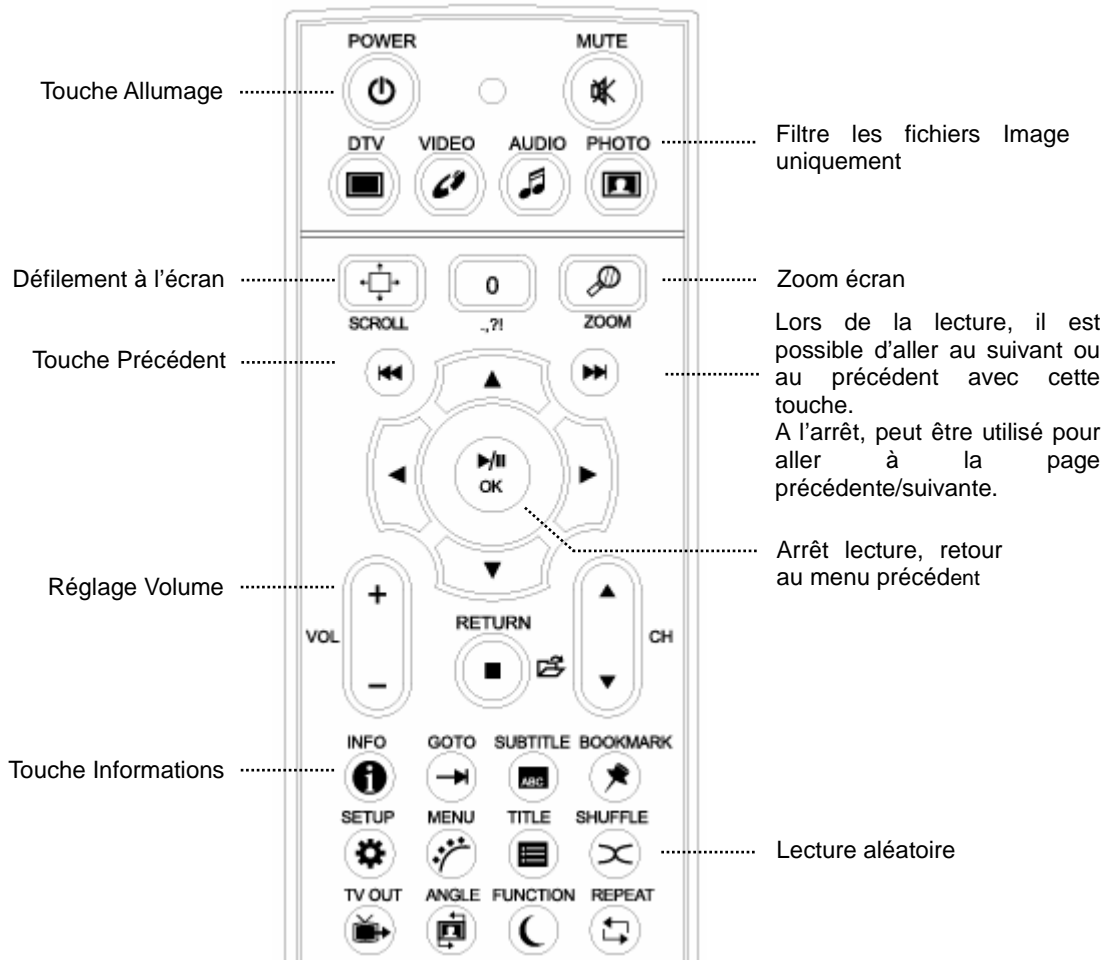 POWER MUTE
Touche Allumage
DTV VIDEO AUDIO PHOTO
Filtre les fichiers Image
uniquement
Défilement à l'écran
0
Zoom écran
SCROLL .,?! ZOOM
Touche Précédent
Lors de la lecture, il est
possible d'aller au suivant ou
au précédent avec cette
touche.
A l'arrêt, peut être utilisé pour
aller à la page
précédente/suivante.
OK
Arrêt lecture, retour
au menu précédent
Réglage Volume
+
VOL
−
RETURN
CH
INFO GOTO SUBTITLE BOOKMARK
Touche Informations
i
ABC
SETUP MENU TITLE SHUFFLE
Lecture aléatoire
TV OUT ANGLE FUNCTION REPEAT